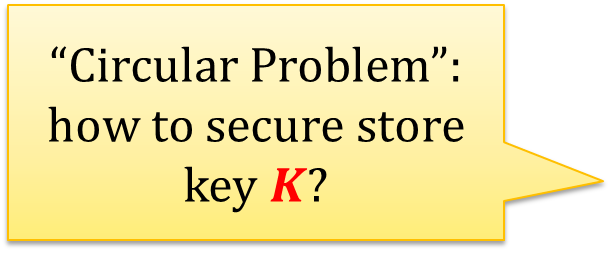 “Circular Problem”:
how to secure store
key K?